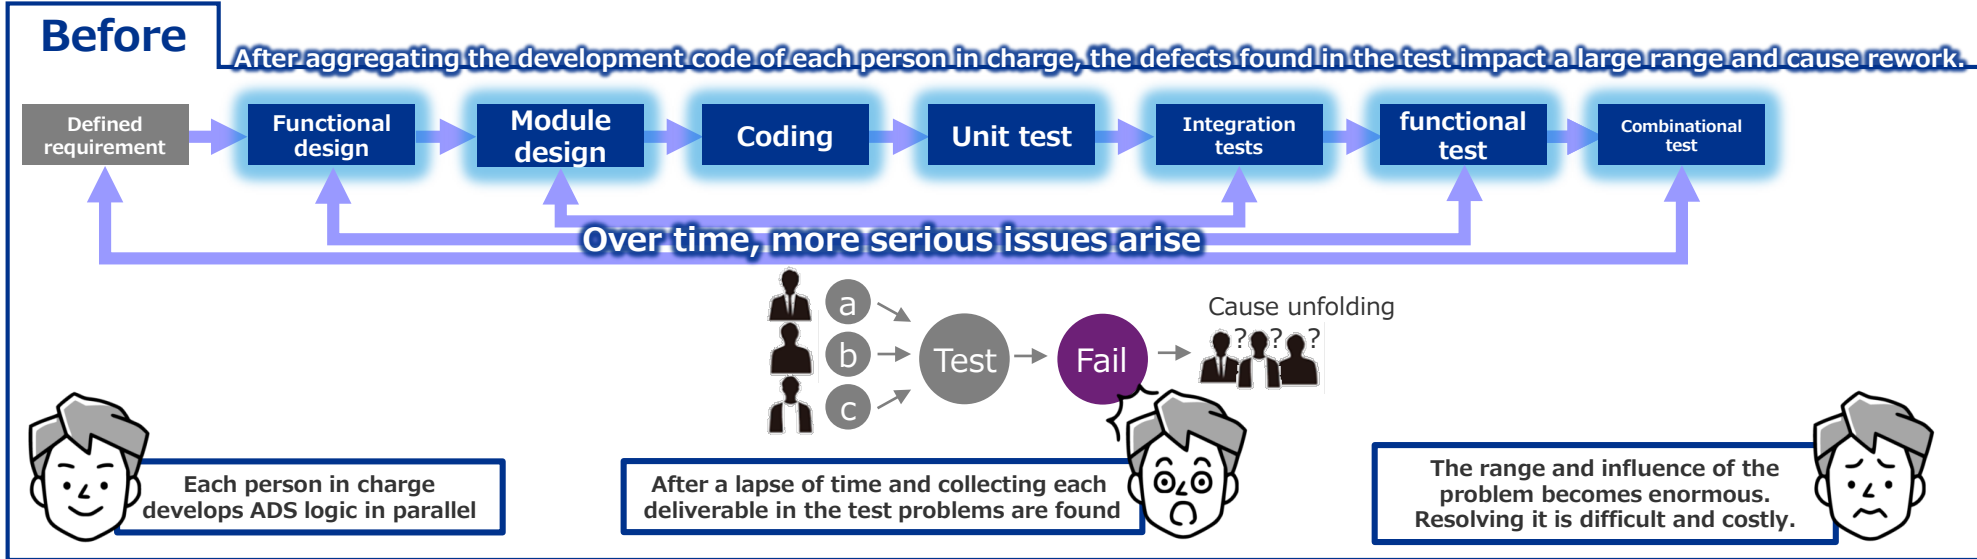 Before
After aggregating the development code of each person in charge, the defects found in the test impact a large range and cause rework.
Defined
requirement
Functional
design
Module
design
Coding
Unit test
Integration
tests
functional
test
Combinational
test
Over time, more serious issues arise
a
b
c
Test
Fail
Cause unfolding
? ? ?
Each person in charge
develops ADS logic in parallel
After a lapse of time and collecting each
deliverable in the test problems are found
The range and influence of the
problem becomes enormous.
Resolving it is difficult and costly.